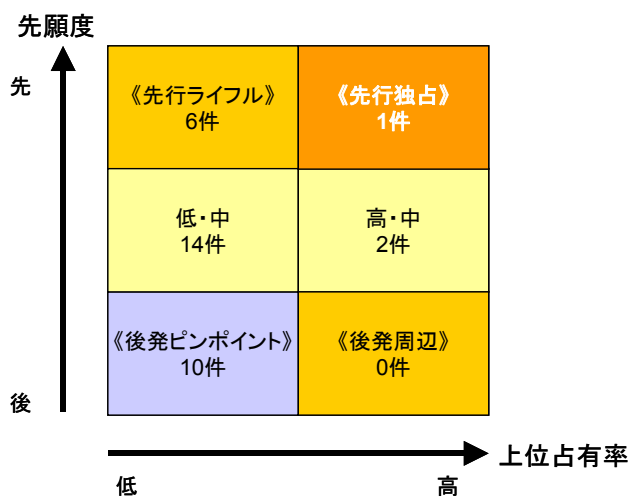 先願度
先
《先行ライフル》
6件
《先行独占》
1件
低・中
14件
高・中
2件
《後発ピンポイント》
10件
《後発周辺》
0件
後
上位占有率
低
高